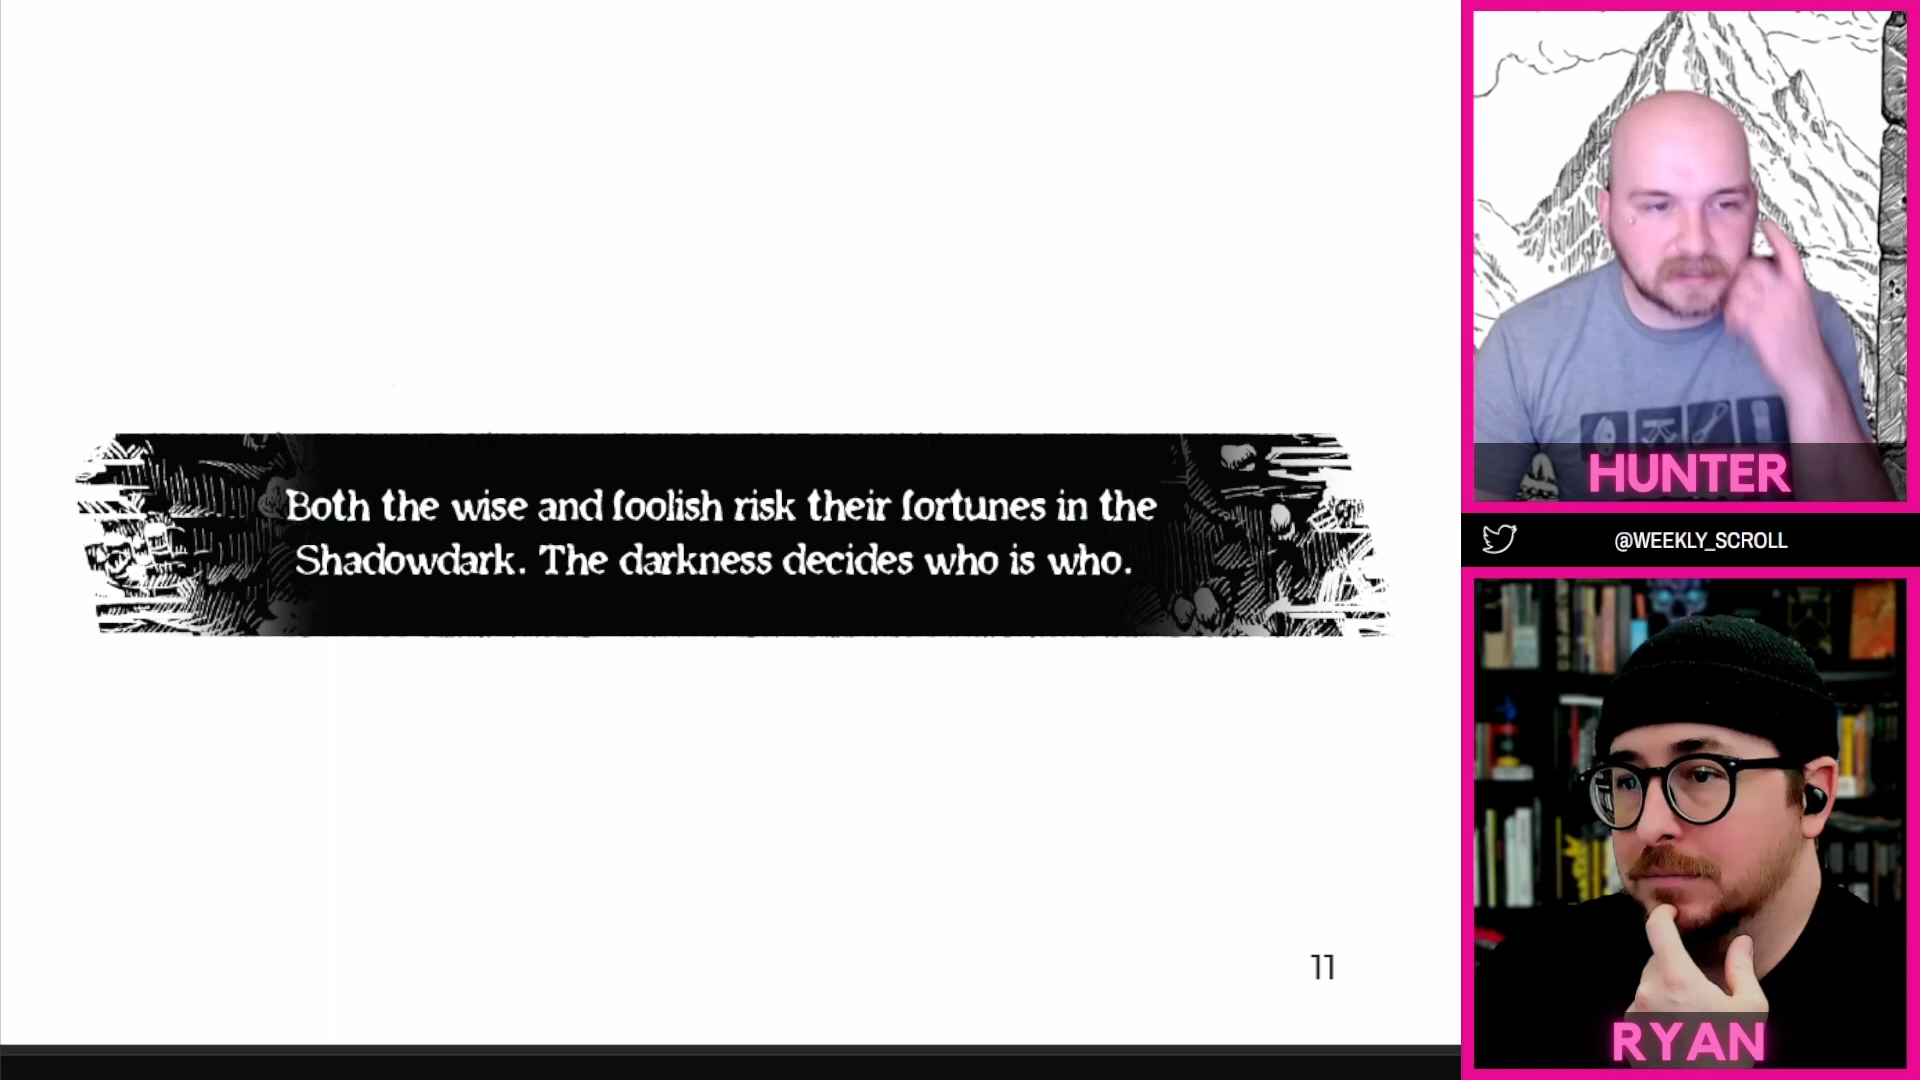 Both the wise and foolish risk their fortunes in the
Shadowdark. The darkness decides who is who.
11
HUNTER
@WEEKLY_SCROLL
RYAN